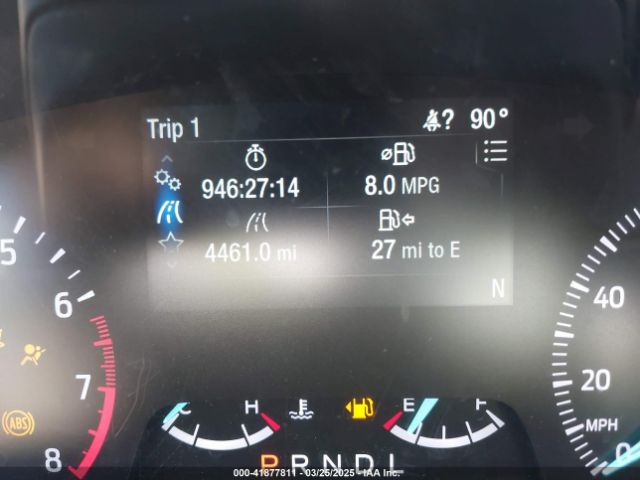 Trip 1 ? 90°
946:27:14 8.0 MPG
4461.0 mi 27 mi to E
N
5
6
7
8
ABS
C H E F
P R N D L
40
20
MPH
0
000-41877811 - 03/26/2025 - IAA Inc.